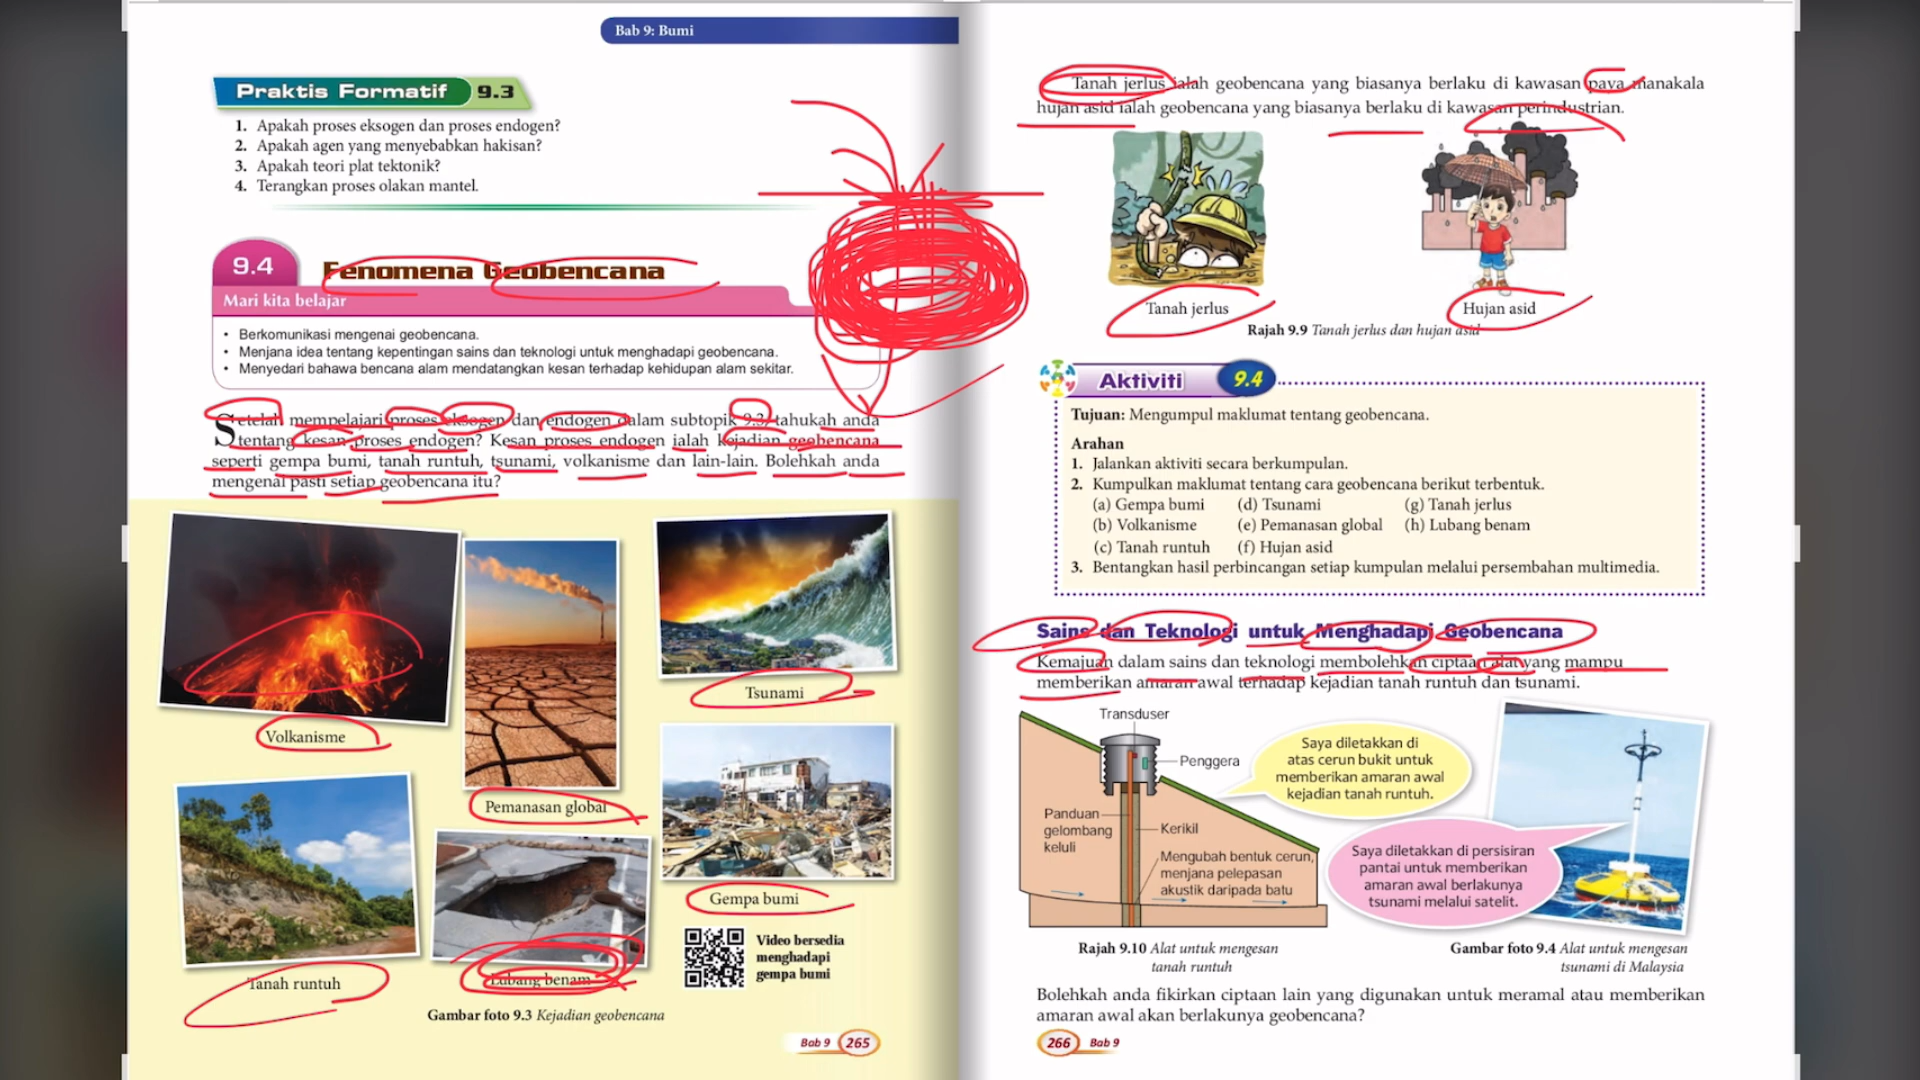 Bab 9: Bumi
Praktis Formatif 9.3
1. Apakah proses eksogen dan proses endogen?
2. Apakah agen yang menyebabkan hakisan?
3. Apakah teori plat tektonik?
4. Terangkan proses olakan mantel.
9.4 Fenomena Geobencana
Mari kita belajar
• Berkomunikasi mengenai geobencana.
• Menjana idea tentang kepentingan sains dan teknologi untuk menghadapi geobencana.
• Menyedari bahawa bencana alam mendatangkan kesan terhadap kehidupan alam sekitar.
Setelah mempelajari proses eksogen dan endogen dalam subtopik 9.3, tahukah anda
tentang kesan proses endogen? Kesan proses endogen ialah kejadian geobencana
seperti gempa bumi, tanah runtuh, tsunami, volkanisme dan lain-lain. Bolehkah anda
mengenal pasti setiap geobencana itu?
Volkanisme
Pemanasan global
Tsunami
Tanah runtuh
Lubang benam
Gempa bumi
Video bersedia
menghadapi
gempa bumi
Gambar foto 9.3 Kejadian geobencana
Bab 9 265
Tanah jerlus ialah geobencana yang biasanya berlaku di kawasan paya manakala
hujan asid ialah geobencana yang biasanya berlaku di kawasan perindustrian.
Tanah jerlus
Hujan asid
Rajah 9.9 Tanah jerlus dan hujan asid
Aktiviti 9.4
Tujuan: Mengumpul maklumat tentang geobencana.
Arahan
1. Jalankan aktiviti secara berkumpulan.
2. Kumpulkan maklumat tentang cara geobencana berikut terbentuk.
(a) Gempa bumi (d) Tsunami (g) Tanah jerlus
(b) Volkanisme (e) Pemanasan global (h) Lubang benam
(c) Tanah runtuh (f) Hujan asid
3. Bentangkan hasil perbincangan setiap kumpulan melalui persembahan multimedia.
Sains dan Teknologi untuk Menghadapi Geobencana
Kemajuan dalam sains dan teknologi membolehkan ciptaan alat yang mampu
memberikan amaran awal terhadap kejadian tanah runtuh dan tsunami.
Transduser
Penggera
Panduan
gelombang
keluli
Kerikil
Mengubah bentuk cerun,
menjana pelepasan
akustik daripada batu
Saya diletakkan di
atas cerun bukit untuk
memberikan amaran awal
kejadian tanah runtuh.
Saya diletakkan di persisiran
pantai untuk memberikan
amaran awal berlakunya
tsunami melalui satelit.
Rajah 9.10 Alat untuk mengesan
tanah runtuh
Gambar foto 9.4 Alat untuk mengesan
tsunami di Malaysia
Bolehkah anda fikirkan ciptaan lain yang digunakan untuk meramal atau memberikan
amaran awal akan berlakunya geobencana?
266 Bab 9